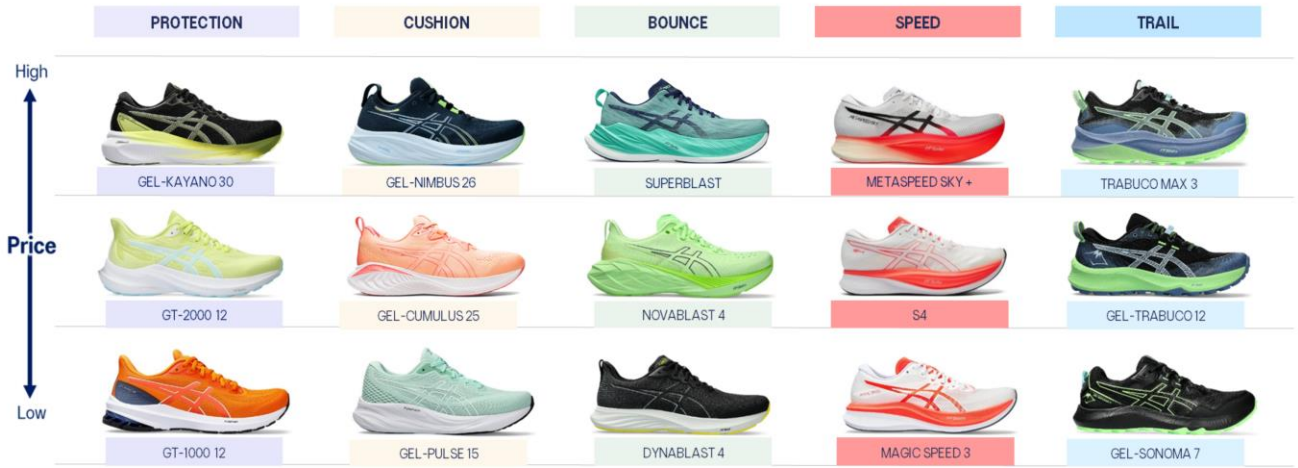 PROTECTION CUSHION BOUNCE SPEED TRAIL
High
GEL-KAYANO 30 GEL-NIMBUS 26 SUPERBLAST METASPEED SKY + TRABUCO MAX 3
Price
GT-2000 12 GEL-CUMULUS 25 NOVABLAST 4 S4 GEL-TRABUCO 12
Low
GT-1000 12 GEL-PULSE 15 DYNABLAST 4 MAGIC SPEED 3 GEL-SONOMA 7